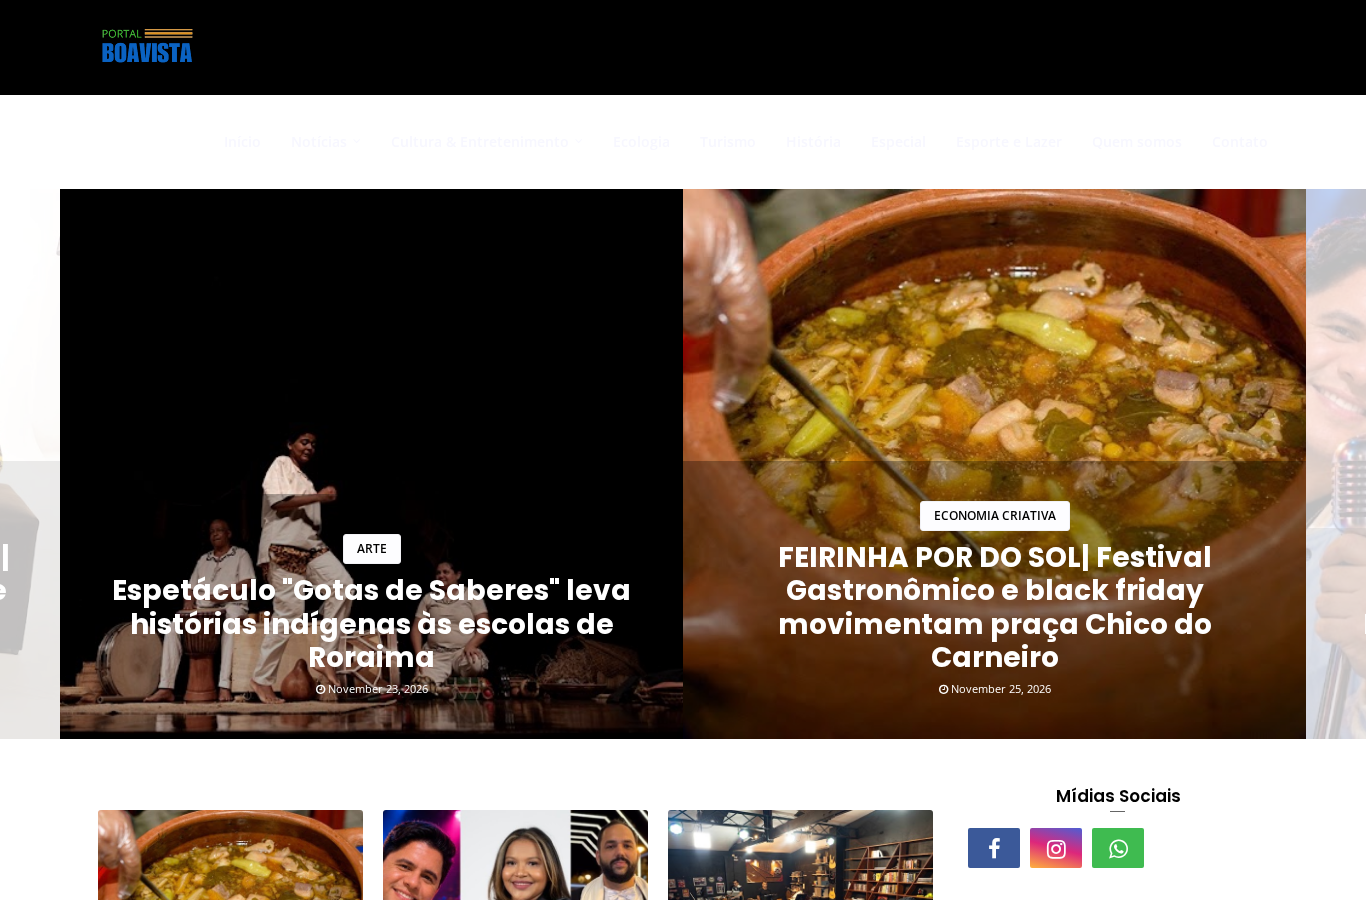 PORTAL
BOAVISTA
Início Notícias Cultura & Entretenimento Ecologia Turismo História Especial Esporte e Lazer Quem somos Contato
ARTE
Espetáculo "Gotas de Saberes" leva
histórias indígenas às escolas de
Roraima
November 23, 2026
ECONOMIA CRIATIVA
FEIRINHA POR DO SOL| Festival
Gastronômico e black friday
movimentam praça Chico do
Carneiro
November 25, 2026
Mídias Sociais